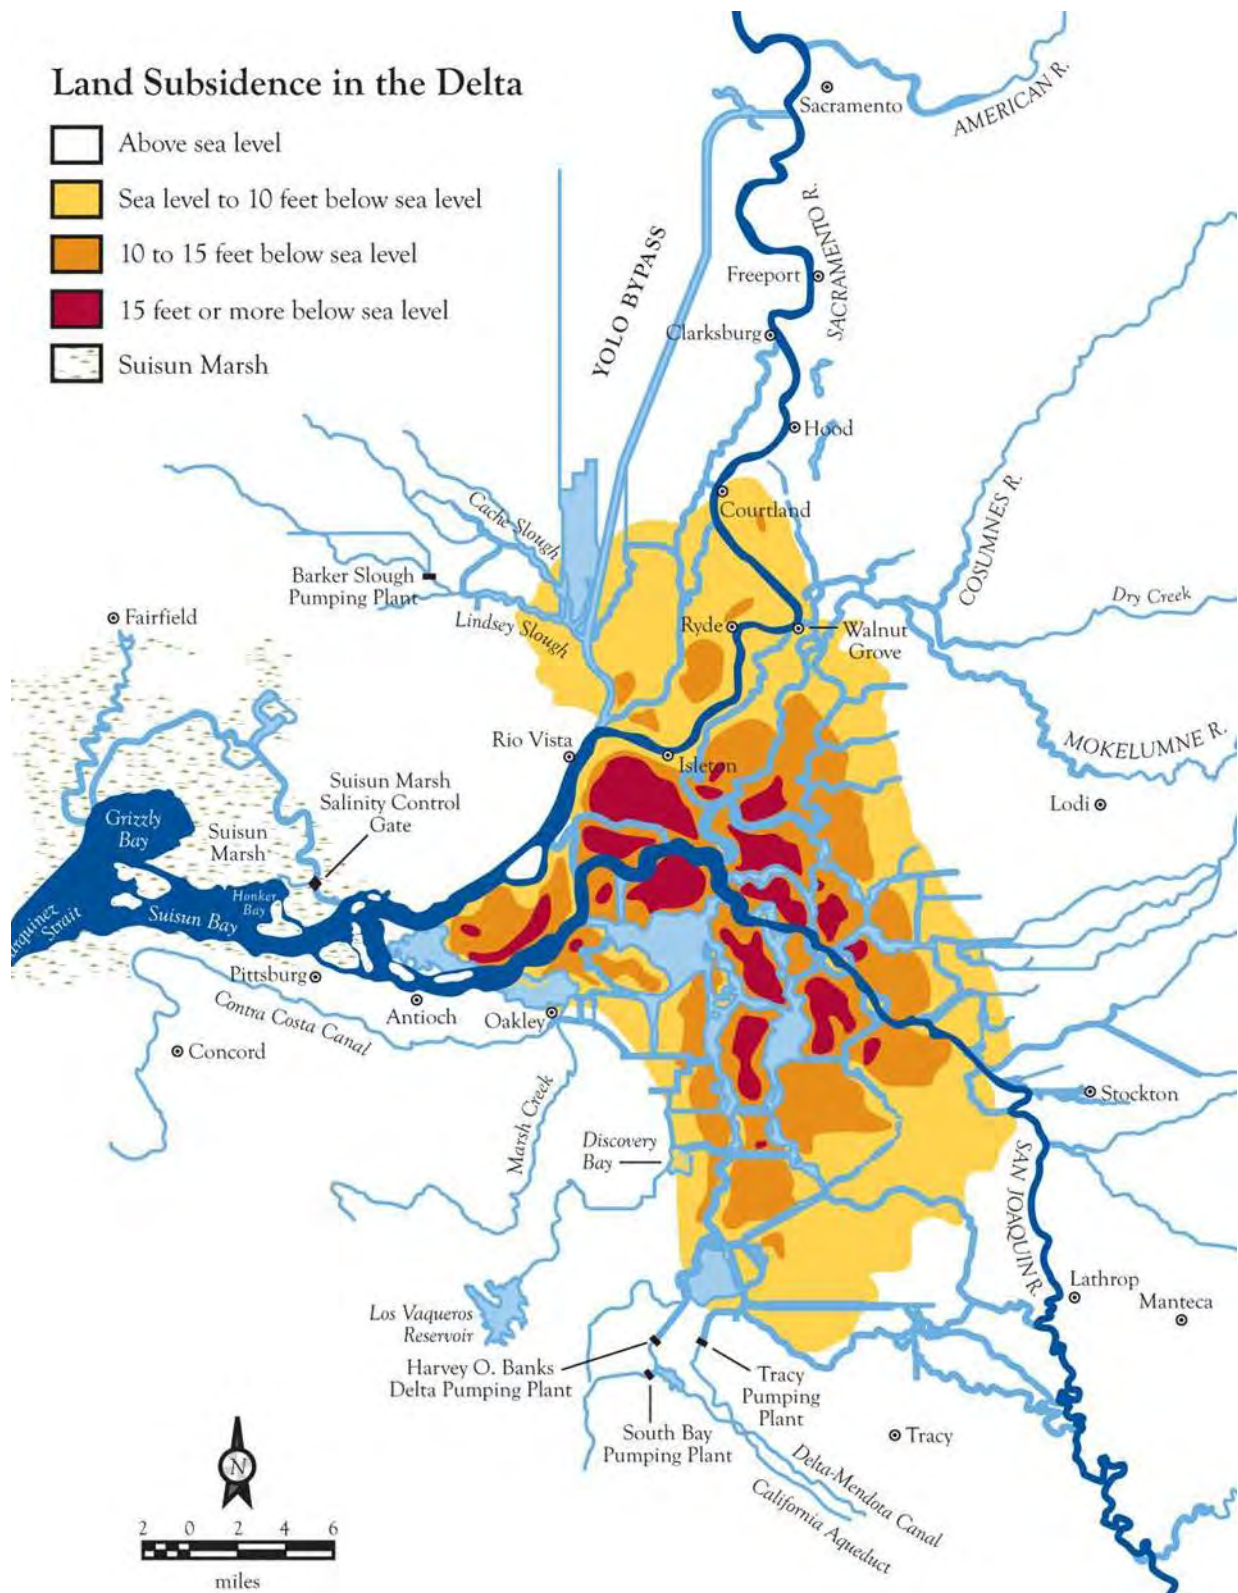 Land Subsidence in the Delta
Above sea level
Sea level to 10 feet below sea level
10 to 15 feet below sea level
15 feet or more below sea level
Suisun Marsh
Sacramento
AMERICAN R.
SACRAMENTO R.
YOLO BYPASS
Freeport
Clarksburg
Hood
Courtland
Cache Slough
COSUMNES R.
Barker Slough
Pumping Plant
Lindsey Slough
Dry Creek
Fairfield
Ryde
Walnut
Grove
MOKELUMNE R.
Rio Vista
Isleton
Lodi
Suisun Marsh
Salinity Control
Gate
Grizzly
Bay
Suisun
Marsh
Honker
Bay
Suisun Bay
arquinez
Strait
Pittsburg
Antioch
Oakley
Contra Costa Canal
Concord
Marsh Creek
Stockton
Discovery
Bay
SAN JOAQUIN R.
Los Vaqueros
Reservoir
Lathrop
Manteca
Harvey O. Banks
Delta Pumping Plant
Tracy
Pumping
Plant
South Bay
Pumping Plant
Tracy
Delta-Mendota Canal
California Aqueduct
N
2 0 2 4 6
miles